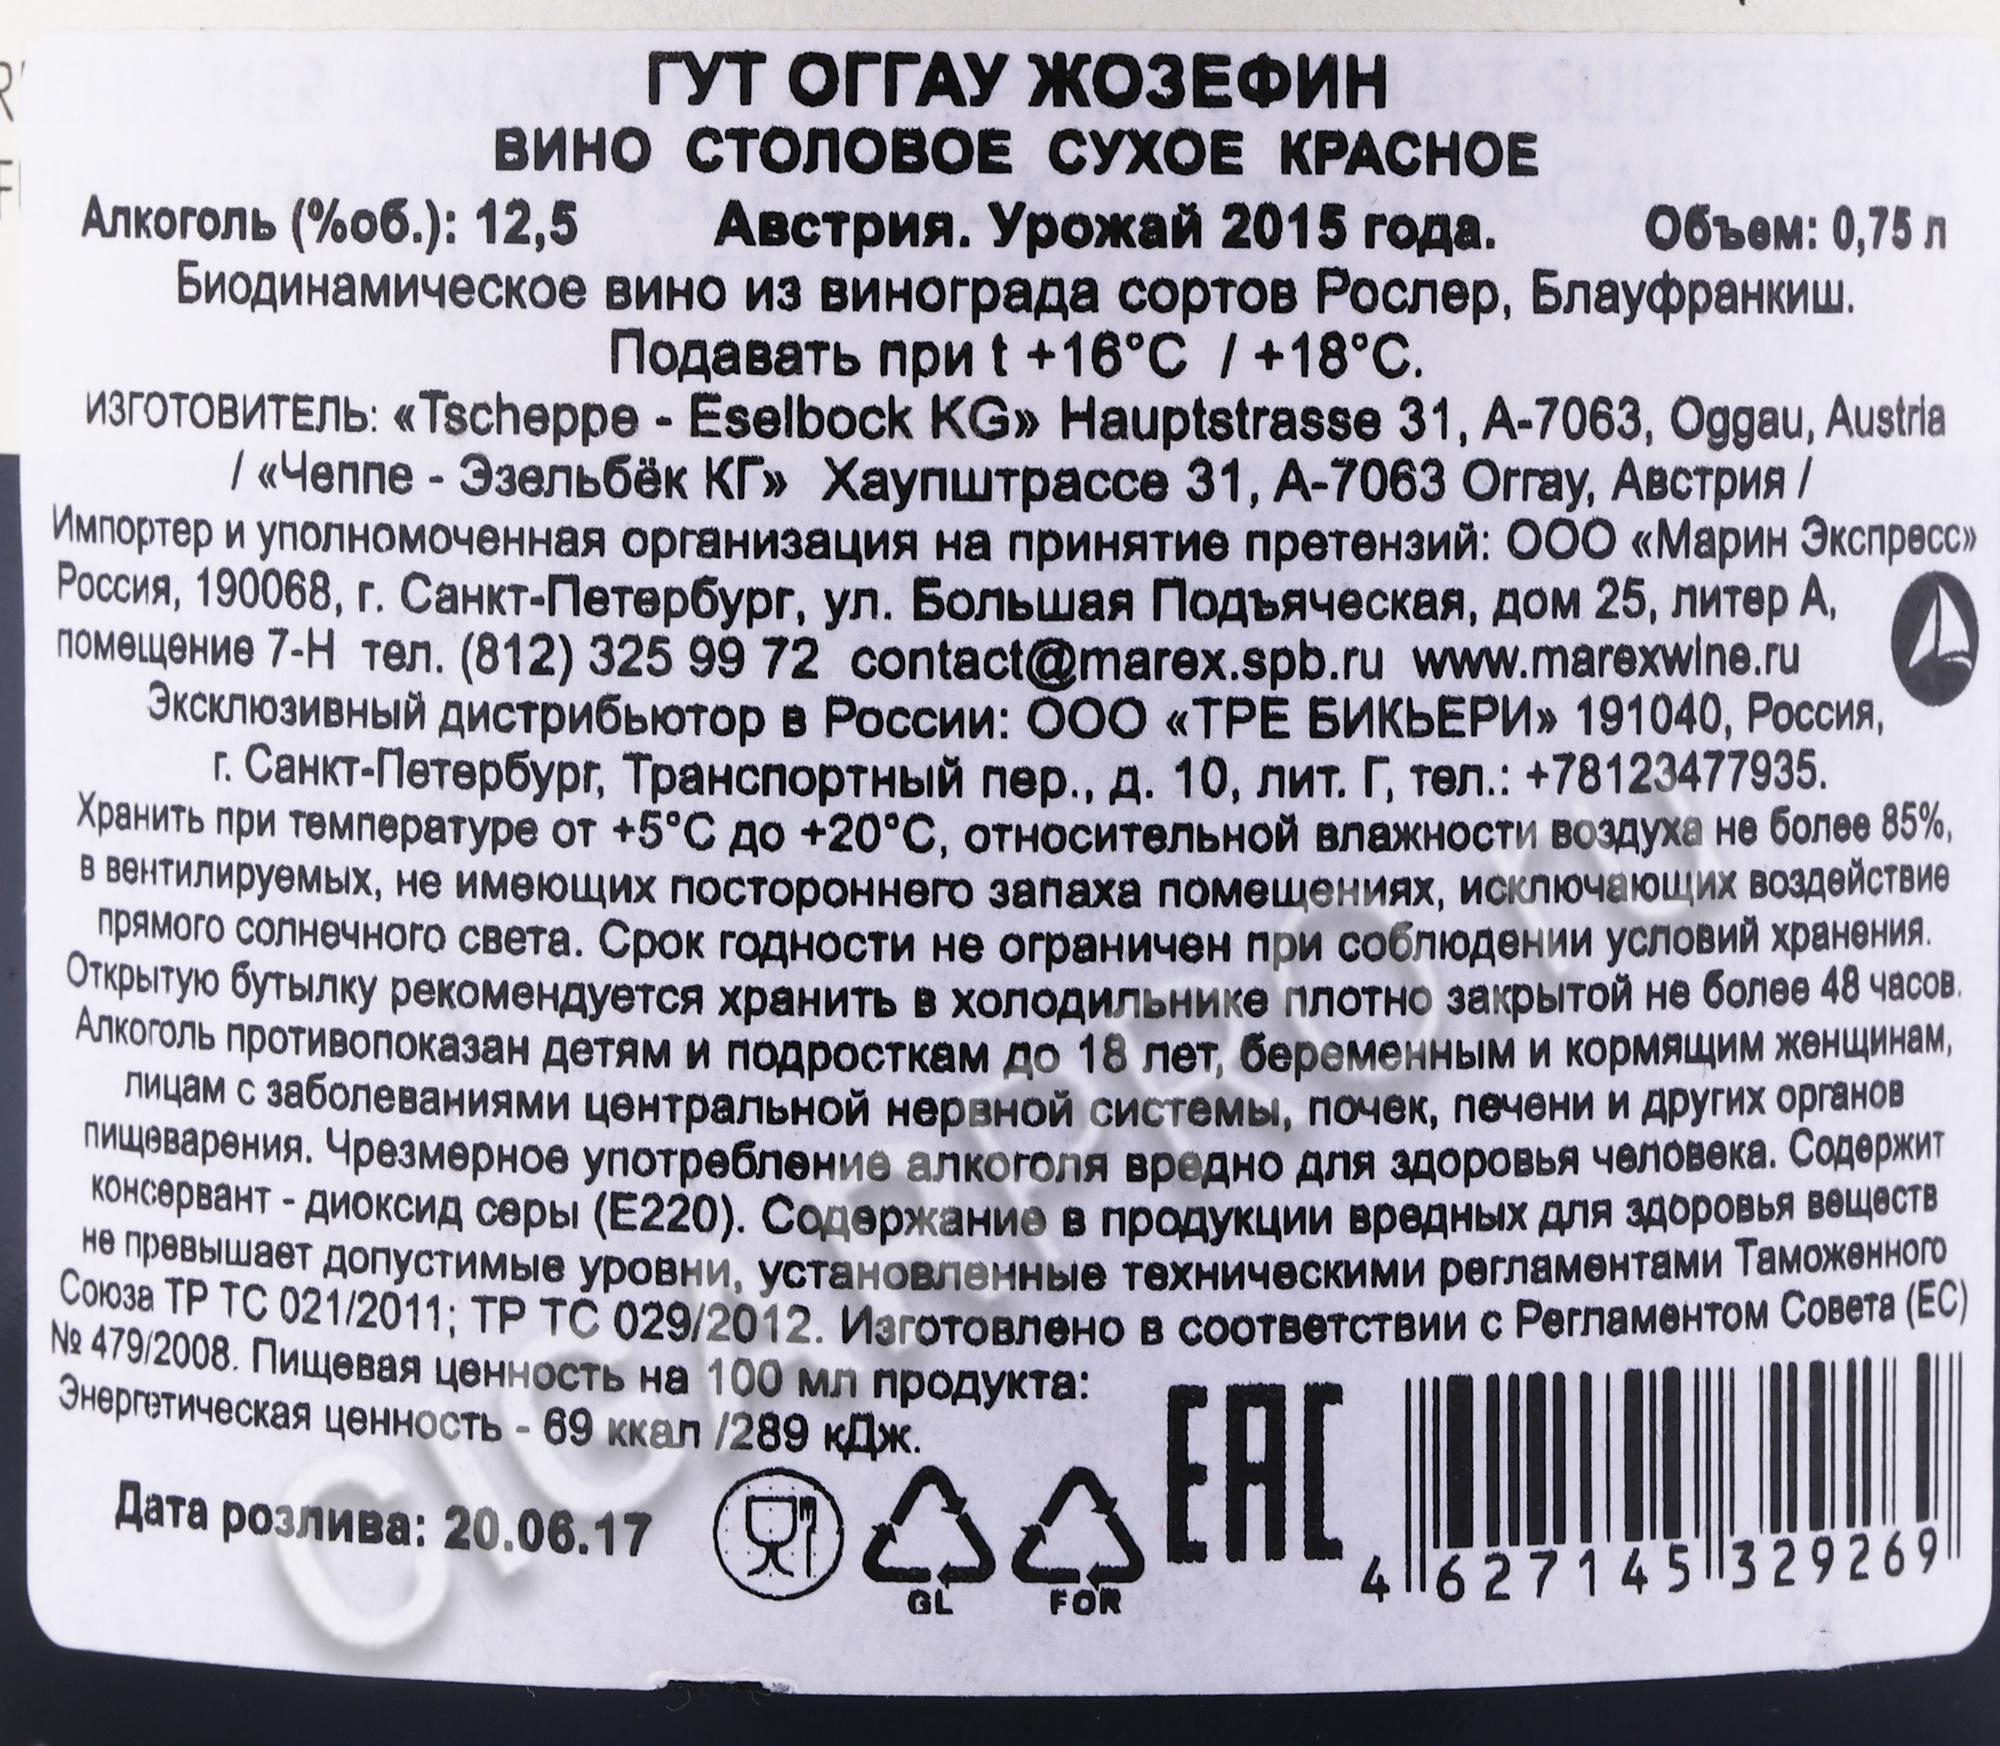 ГУТ ОГГАУ ЖОЗЕФИН
ВИНО СТОЛОВОЕ СУХОЕ КРАСНОЕ
Алкоголь (%об.): 12,5 Австрия. Урожай 2015 года. Объем: 0,75 л
Биодинамическое вино из винограда сортов Рослер, Блауфранкиш.
Подавать при t +16°C / +18°C.
ИЗГОТОВИТЕЛЬ: «Tscheppe - Eselbock KG» Hauptstrasse 31, A-7063, Oggau, Austria
/ «Чеппе - Эзельбёк КГ» Хаупштрассе 31, А-7063 Оггау, Австрия /
Импортер и уполномоченная организация на принятие претензий: ООО «Марин Экспресс»
Россия, 190068, г. Санкт-Петербург, ул. Большая Подъяческая, дом 25, литер А,
помещение 7-Н тел. (812) 325 99 72 contact@marex.spb.ru www.marexwine.ru
Эксклюзивный дистрибьютор в России: ООО «ТРЕ БИКЬЕРИ» 191040, Россия,
г. Санкт-Петербург, Транспортный пер., д. 10, лит. Г, тел.: +78123477935.
Хранить при температуре от +5°C до +20°C, относительной влажности воздуха не более 85%,
в вентилируемых, не имеющих постороннего запаха помещениях, исключающих воздействие
прямого солнечного света. Срок годности не ограничен при соблюдении условий хранения.
Открытую бутылку рекомендуется хранить в холодильнике плотно закрытой не более 48 часов.
Алкоголь противопоказан детям и подросткам до 18 лет, беременным и кормящим женщинам,
лицам с заболеваниями центральной нервной системы, почек, печени и других органов
пищеварения. Чрезмерное употребление алкоголя вредно для здоровья человека. Содержит
консервант - диоксид серы (Е220). Содержание в продукции вредных для здоровья веществ
не превышает допустимые уровни, установленные техническими регламентами Таможенного
Союза ТР ТС 021/2011; ТР ТС 029/2012. Изготовлено в соответствии с Регламентом Совета (ЕС)
№ 479/2008. Пищевая ценность на 100 мл продукта:
Энергетическая ценность - 69 ккал /289 кДж.
Дата розлива: 20.06.17
GL
FOR
EAC
4 627145 329269
CIGARPRO.ru